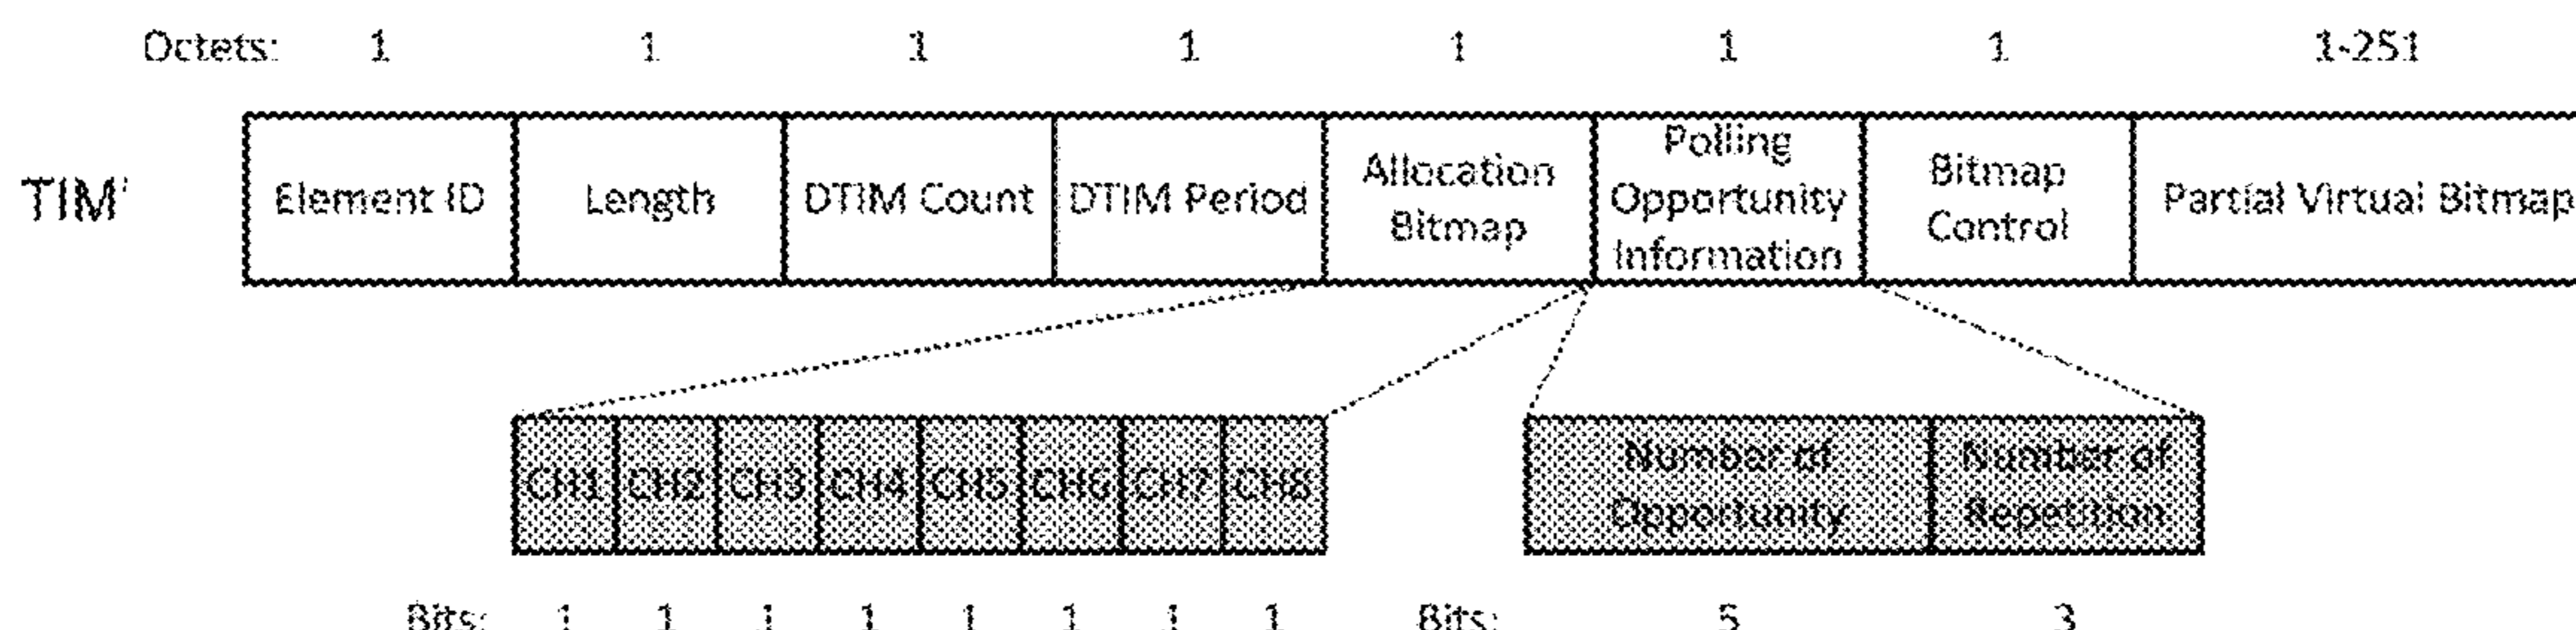 Octets: 1 1 1 1 1 1 1 1-251
TIM' Element ID Length DTIM Count DTIM Period Allocation Bitmap Polling Opportunity Information Bitmap Control Partial Virtual Bitmap
CH1 CH2 CH3 CH4 CH5 CH6 CH7 CH8 Number of Opportunity Number of Repetition
Bits: 1 1 1 1 1 1 1 1 Bits: 5 3